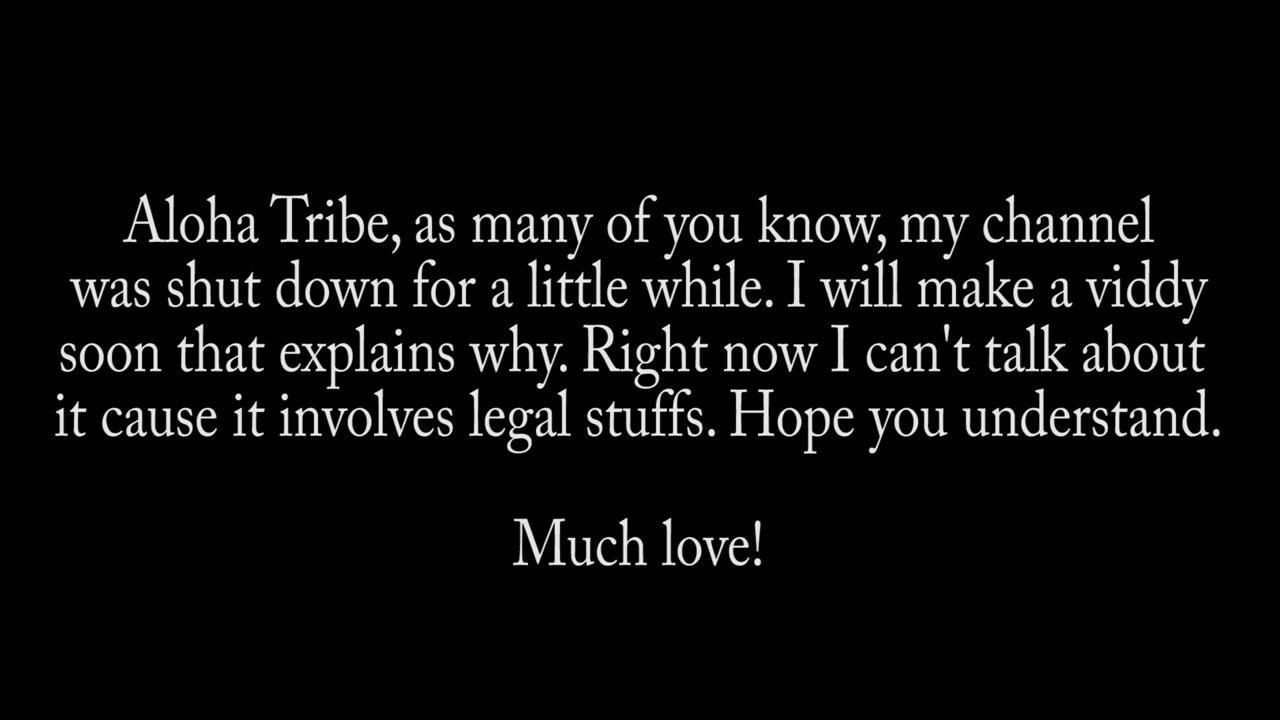 Aloha Tribe, as many of you know, my channel
was shut down for a little while. I will make a viddy
soon that explains why. Right now I can't talk about
it cause it involves legal stuffs. Hope you understand.
Much love!